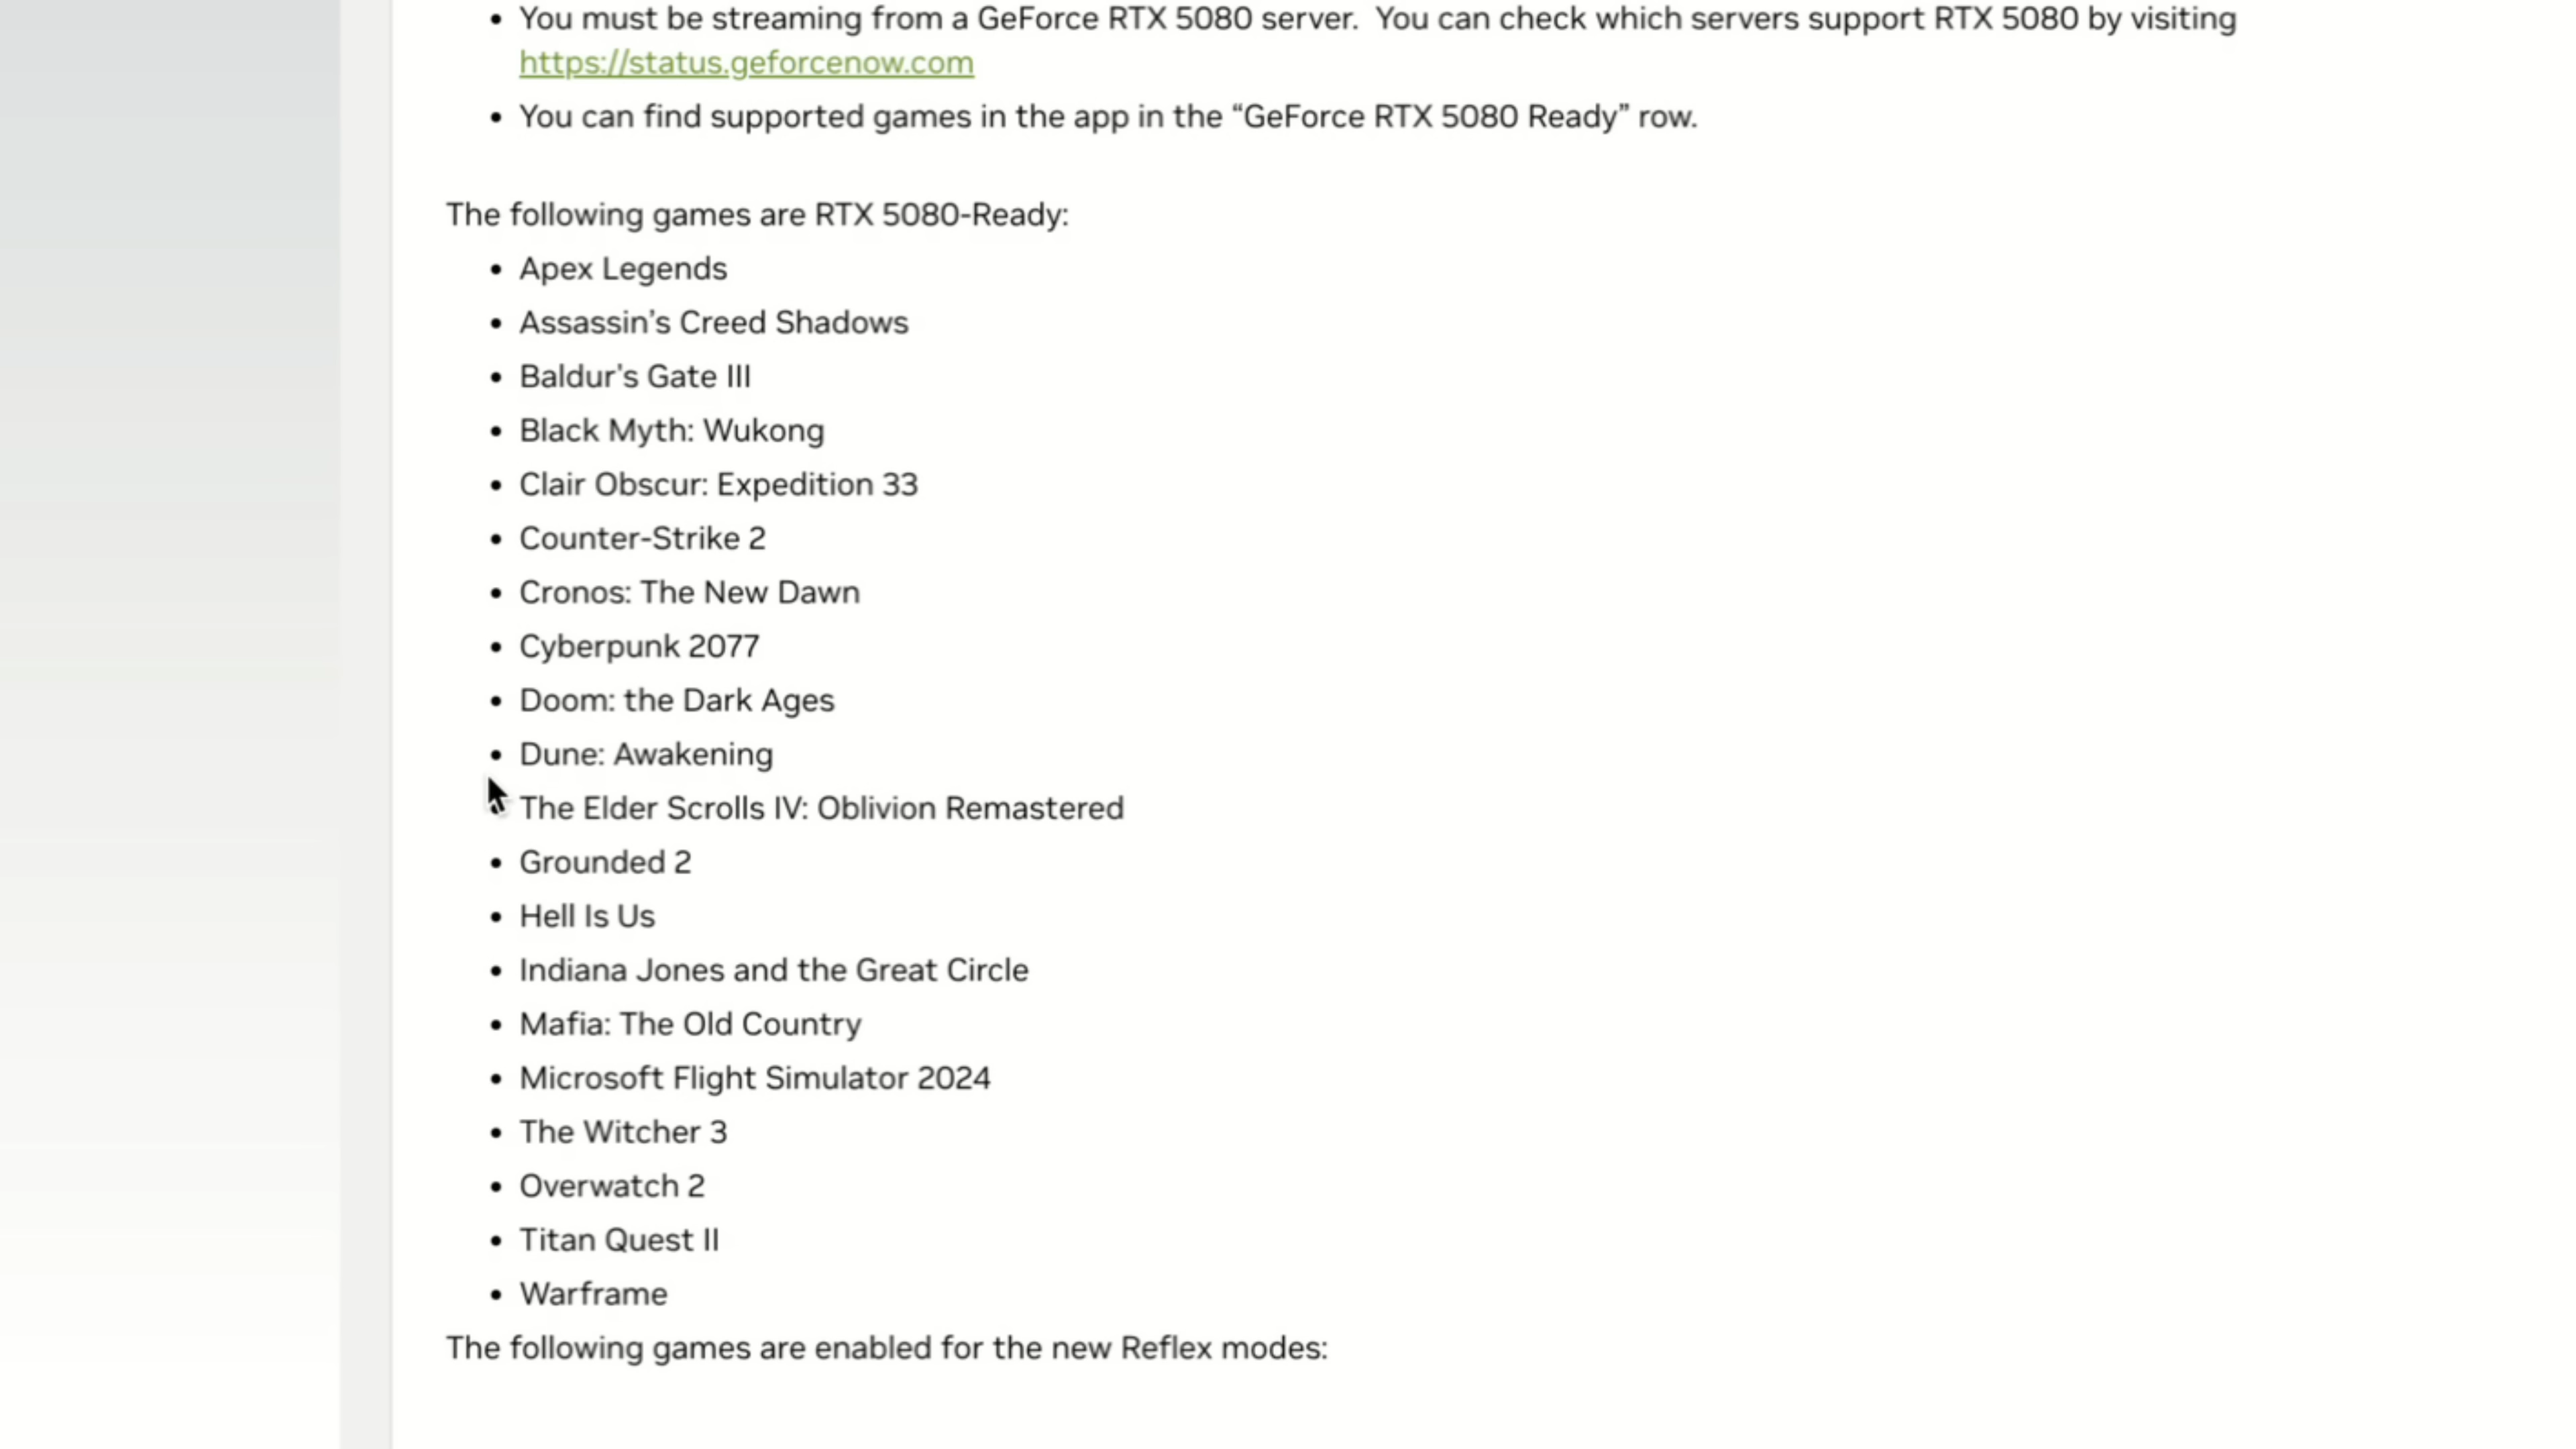 You must be streaming from a GeForce RTX 5080 server.  You can check which servers support RTX 5080 by visiting
https://status.geforcenow.com
You can find supported games in the app in the “GeForce RTX 5080 Ready” row.
The following games are RTX 5080-Ready:
Apex Legends
Assassin’s Creed Shadows
Baldur's Gate III
Black Myth: Wukong
Clair Obscur: Expedition 33
Counter-Strike 2
Cronos: The New Dawn
Cyberpunk 2077
Doom: the Dark Ages
Dune: Awakening
The Elder Scrolls IV: Oblivion Remastered
Grounded 2
Hell Is Us
Indiana Jones and the Great Circle
Mafia: The Old Country
Microsoft Flight Simulator 2024
The Witcher 3
Overwatch 2
Titan Quest II
Warframe
The following games are enabled for the new Reflex modes: